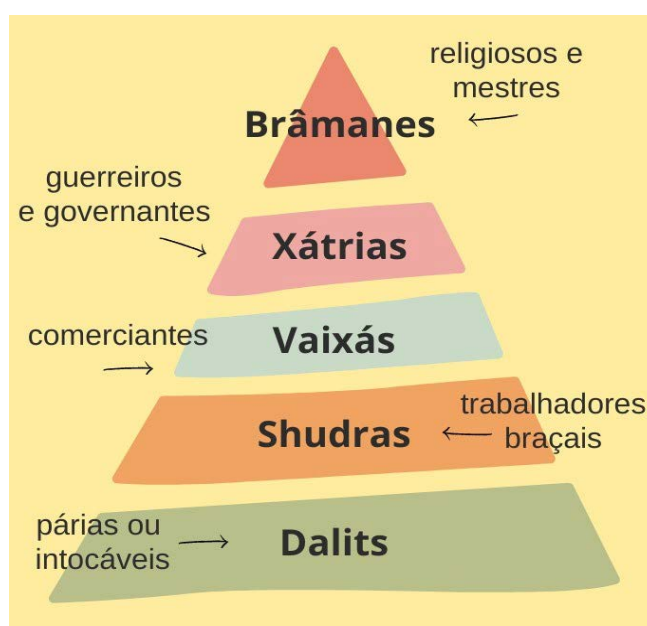 religiosos e
mestres
Brâmanes
guerreiros
e governantes
Xátrias
comerciantes
Vaixás
trabalhadores
braçais
Shudras
párias ou
intocáveis
Dalits